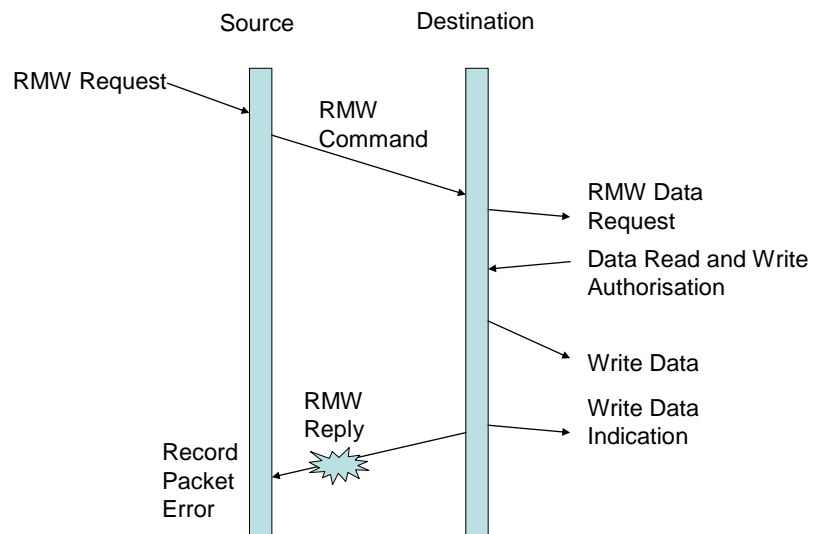 Source
Destination
RMW Request
RMW
Command
RMW Data
Request
Data Read and Write
Authorisation
Write Data
Write Data
Indication
RMW
Reply
Record
Packet
Error